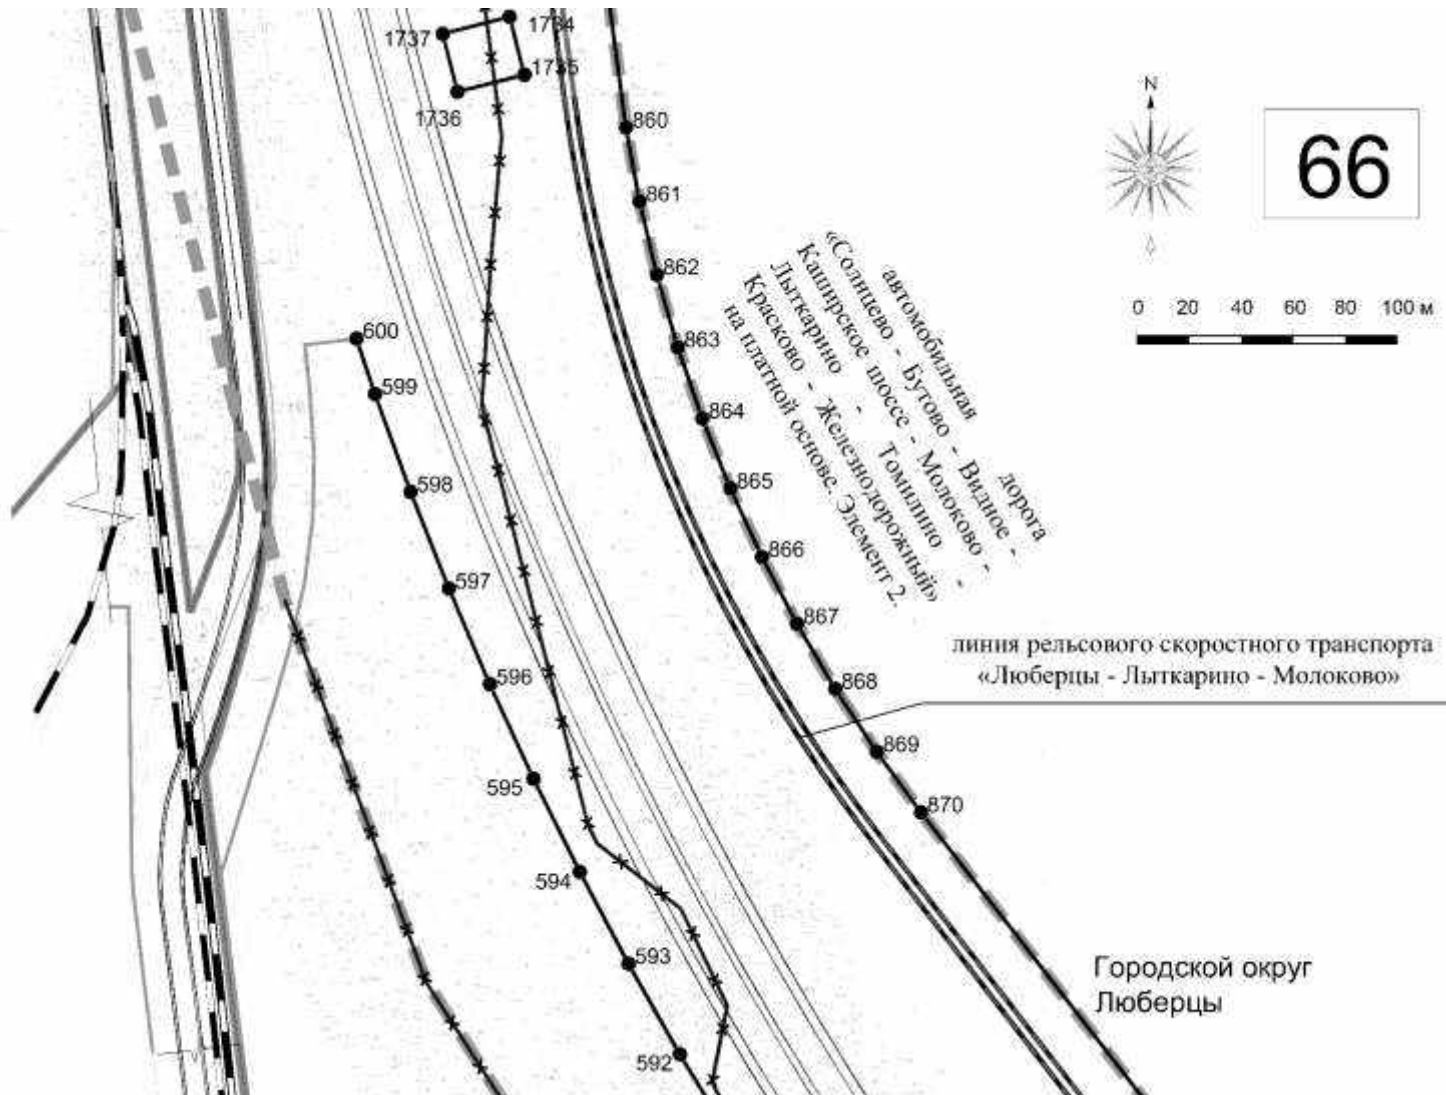 1737
1734
1735
1736
860
861
862
863
864
865
866
867
868
869
870
600
599
598
597
596
595
594
593
592
N
66
0 20 40 60 80 100 м
автомобильная дорога
«Солнцево - Бутово - Видное -
Каширское шоссе - Молоково -
Лыткарино - Томилино -
Красково - Железнодорожный»
на платной основе. Элемент 2.
линия рельсового скоростного транспорта
«Люберцы - Лыткарино - Молоково»
Городской округ
Люберцы